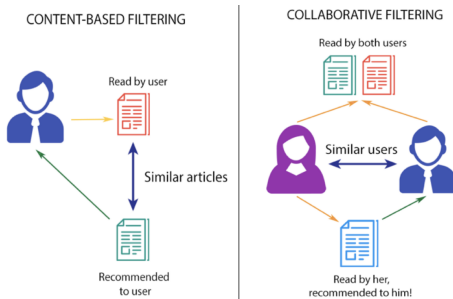 CONTENT-BASED FILTERING
Read by user
Similar articles
Recommended
to user
COLLABORATIVE FILTERING
Read by both users
Similar users
Read by her,
recommended to him!